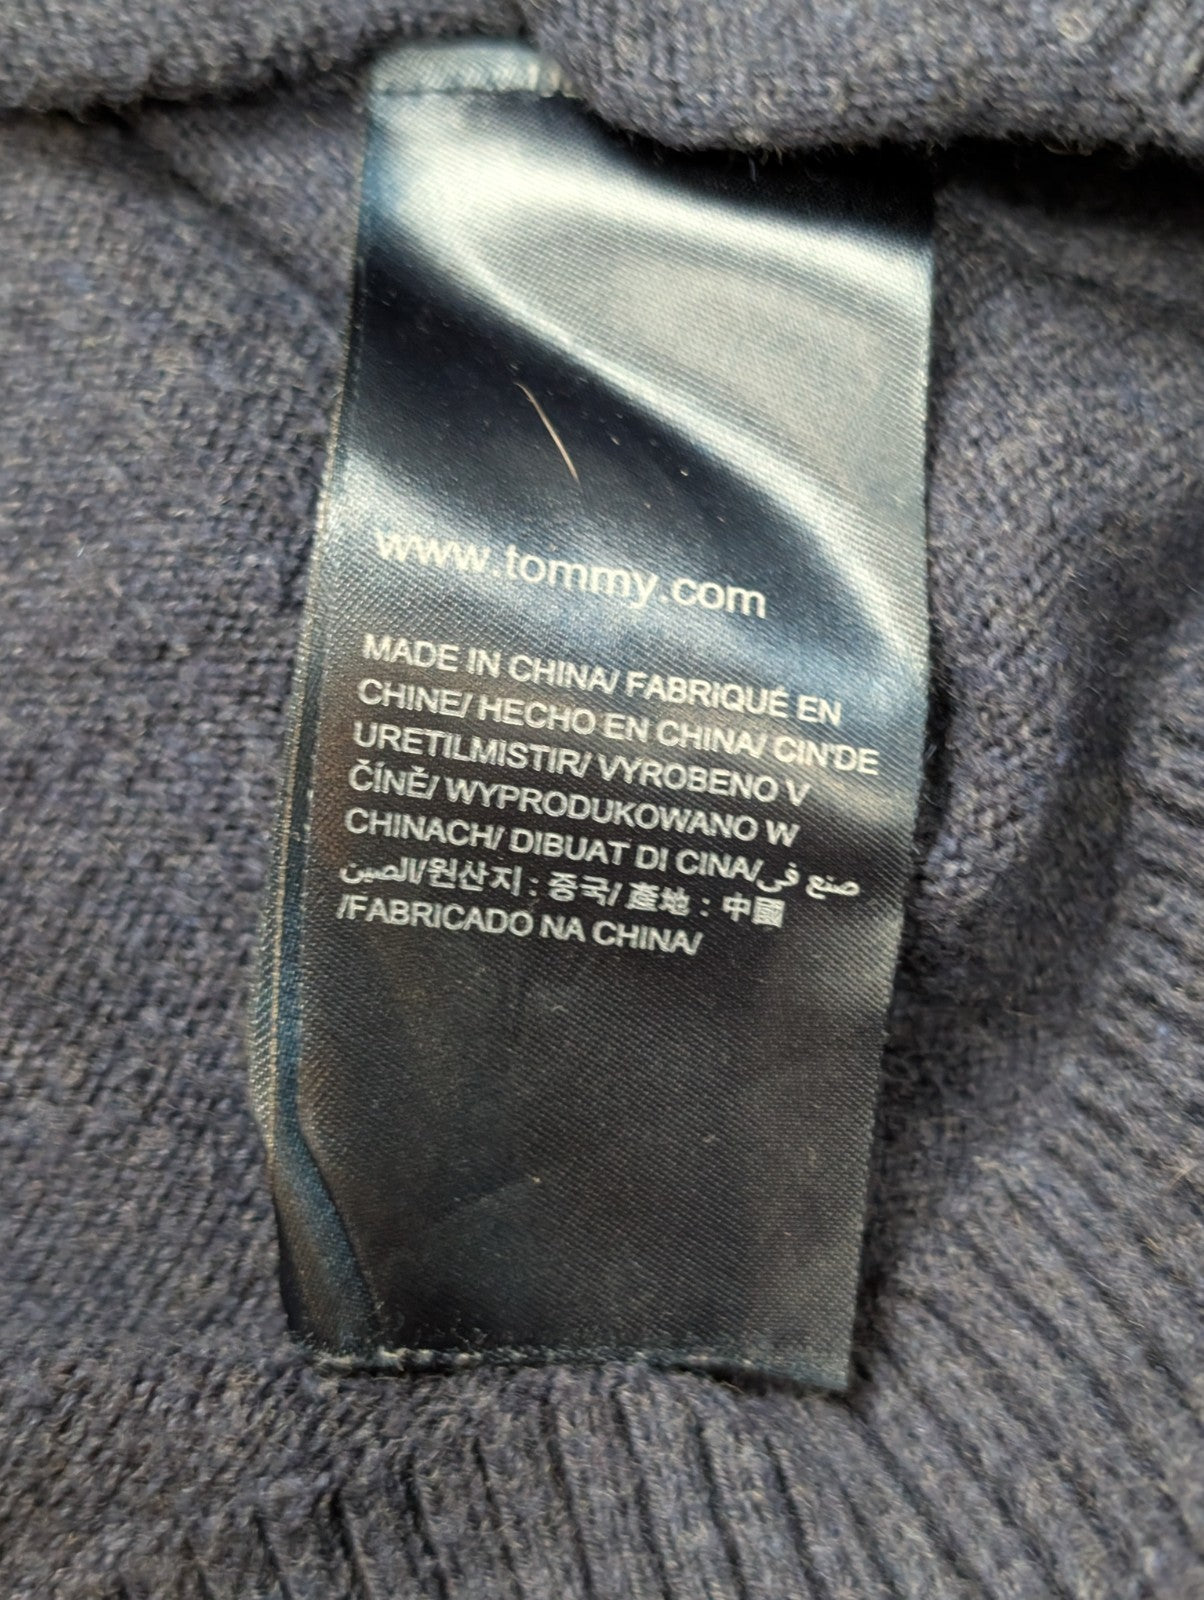 www.tommy.com
MADE IN CHINA/ FABRIQUÉ EN
CHINE/ HECHO EN CHINA/ CIN'DE
URETILMISTIR/ VYROBENO V
ČÍNĚ/ WYPRODUKOWANO W
CHINACH/ DIBUAT DI CINA/صنع في
الصين/원산지 : 중국/ 產地 : 中國
/FABRICADO NA CHINA/